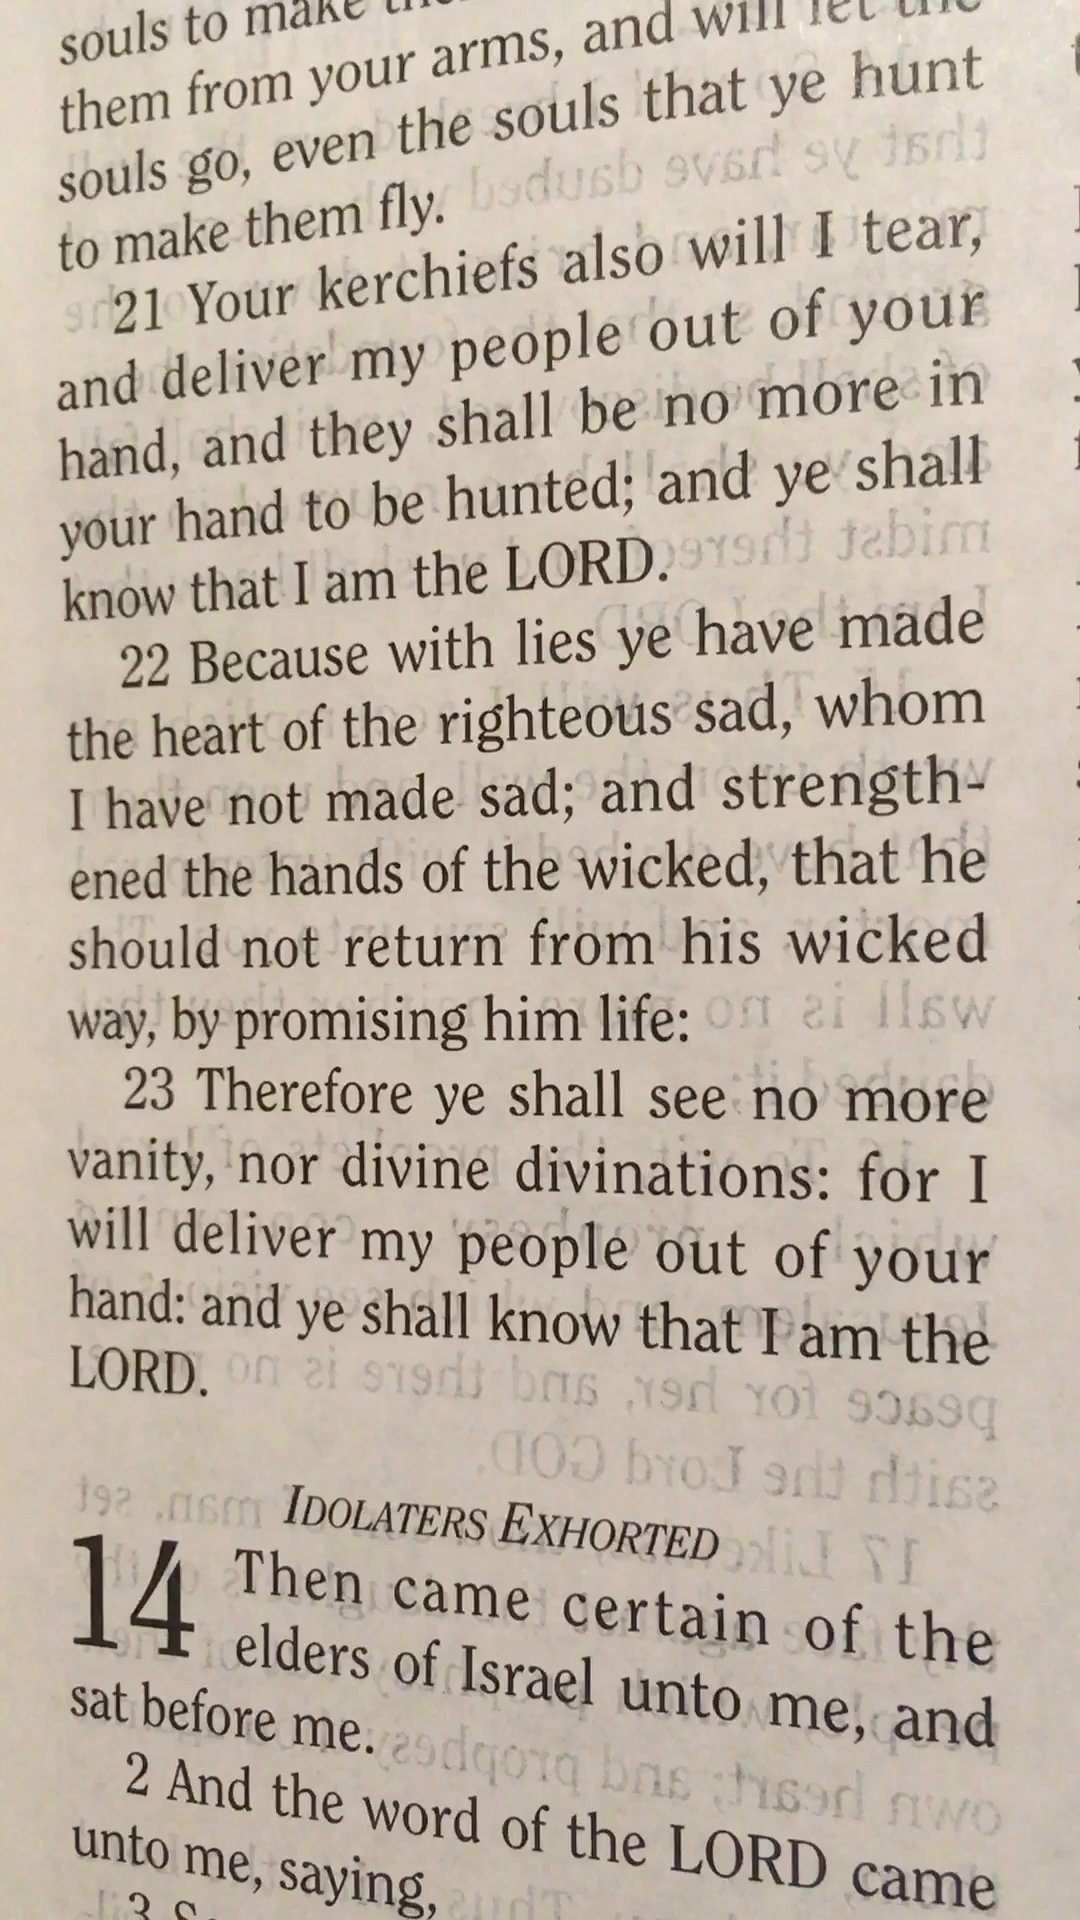 souls to make
them from your arms, and will let the
souls go, even the souls that ye hunt
to make them fly.
21 Your kerchiefs also will I tear,
and deliver my people out of your
hand, and they shall be no more in
your hand to be hunted; and ye shall
know that I am the LORD.
22 Because with lies ye have made
the heart of the righteous sad, whom
I have not made sad; and strength-
ened the hands of the wicked, that he
should not return from his wicked
way, by promising him life:
23 Therefore ye shall see no more
vanity, nor divine divinations: for I
will deliver my people out of your
hand: and ye shall know that I am the
LORD.
IDOLATERS EXHORTED
14 Then came certain of the
elders of Israel unto me, and
sat before me.
2 And the word of the LORD came
unto me, saying,
3